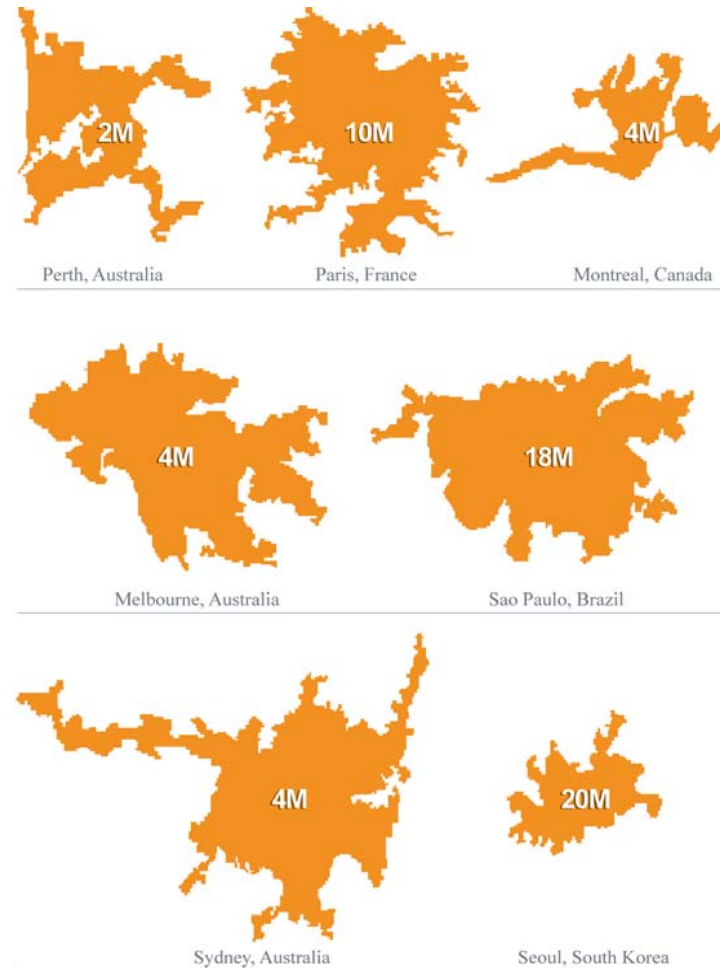 2M
10M
4M
Perth, Australia
Paris, France
Montreal, Canada
4M
18M
Melbourne, Australia
Sao Paulo, Brazil
4M
20M
Sydney, Australia
Seoul, South Korea